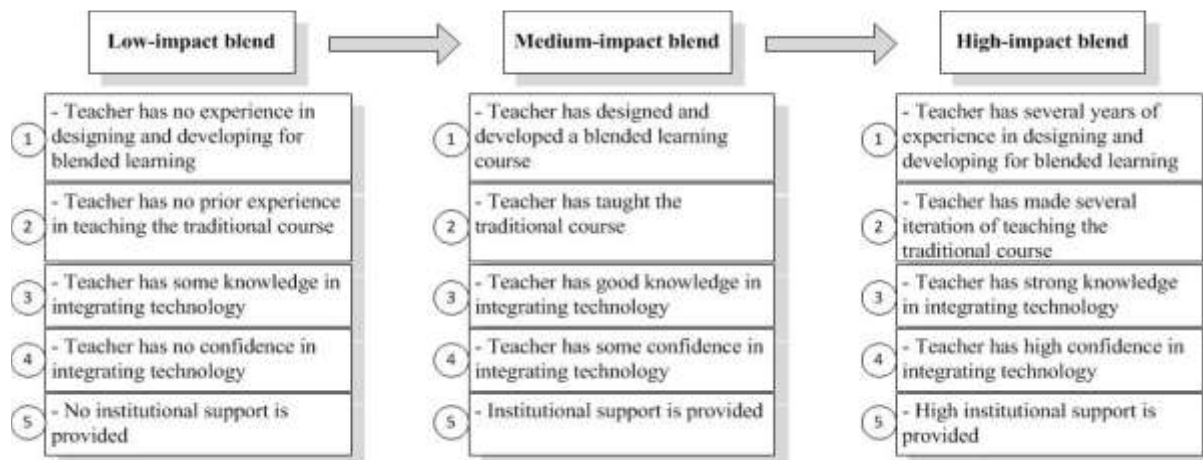 Low-impact blend
Medium-impact blend
High-impact blend
1
- Teacher has no experience in
designing and developing for
blended learning
2
- Teacher has no prior experience
in teaching the traditional course
3
- Teacher has some knowledge in
integrating technology
4
- Teacher has no confidence in
integrating technology
5
- No institutional support is
provided
1
- Teacher has designed and
developed a blended learning
course
2
- Teacher has taught the
traditional course
3
- Teacher has good knowledge in
integrating technology
4
- Teacher has some confidence in
integrating technology
5
- Institutional support is provided
1
- Teacher has several years of
experience in designing and
developing for blended learning
2
- Teacher has made several
iteration of teaching the
traditional course
3
- Teacher has strong knowledge
in integrating technology
4
- Teacher has high confidence in
integrating technology
5
- High institutional support is
provided